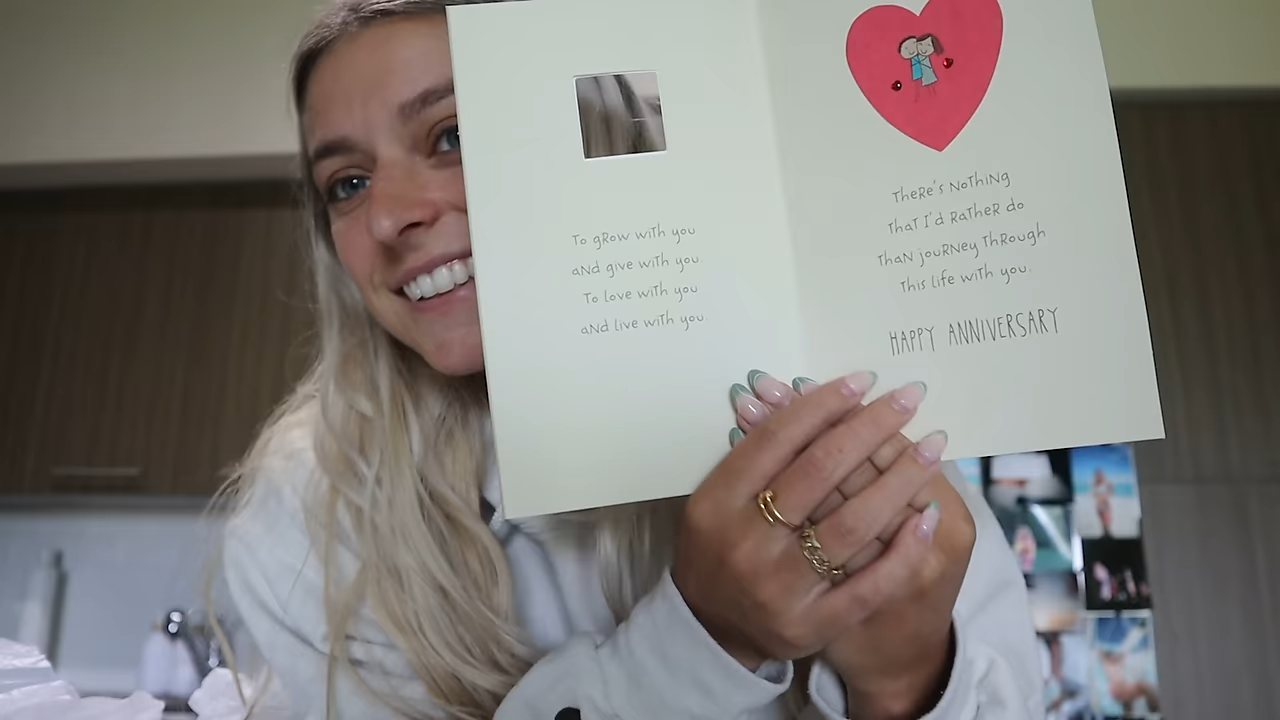 To gRow with you
aNd give with you.
To love with you
aNd live with you.
TheRe's NoThiNg
ThaT I'd RaTheR do
ThaN jouRNey ThRough
This life wiTh you.
HAPPY ANNIVERSARY